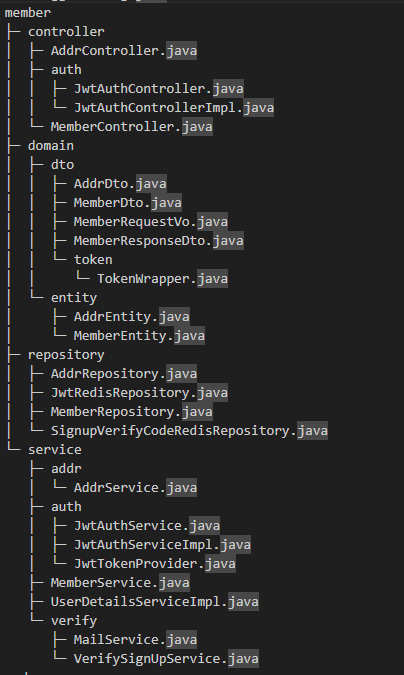 member
├─ controller
│  ├─ AddrController.java
│  ├─ auth
│  │  ├─ JwtAuthController.java
│  │  └─ JwtAuthControllerImpl.java
│  └─ MemberController.java
├─ domain
│  ├─ dto
│  │  ├─ AddrDto.java
│  │  ├─ MemberDto.java
│  │  ├─ MemberRequestVo.java
│  │  ├─ MemberResponseDto.java
│  │  └─ token
│  │     └─ TokenWrapper.java
│  └─ entity
│     ├─ AddrEntity.java
│     └─ MemberEntity.java
├─ repository
│  ├─ AddrRepository.java
│  ├─ JwtRedisRepository.java
│  ├─ MemberRepository.java
│  └─ SignupVerifyCodeRedisRepository.java
└─ service
   ├─ addr
   │  └─ AddrService.java
   ├─ auth
   │  ├─ JwtAuthService.java
   │  ├─ JwtAuthServiceImpl.java
   │  └─ JwtTokenProvider.java
   ├─ MemberService.java
   ├─ UserDetailsServiceImpl.java
   └─ verify
      ├─ MailService.java
      └─ VerifySignUpService.java